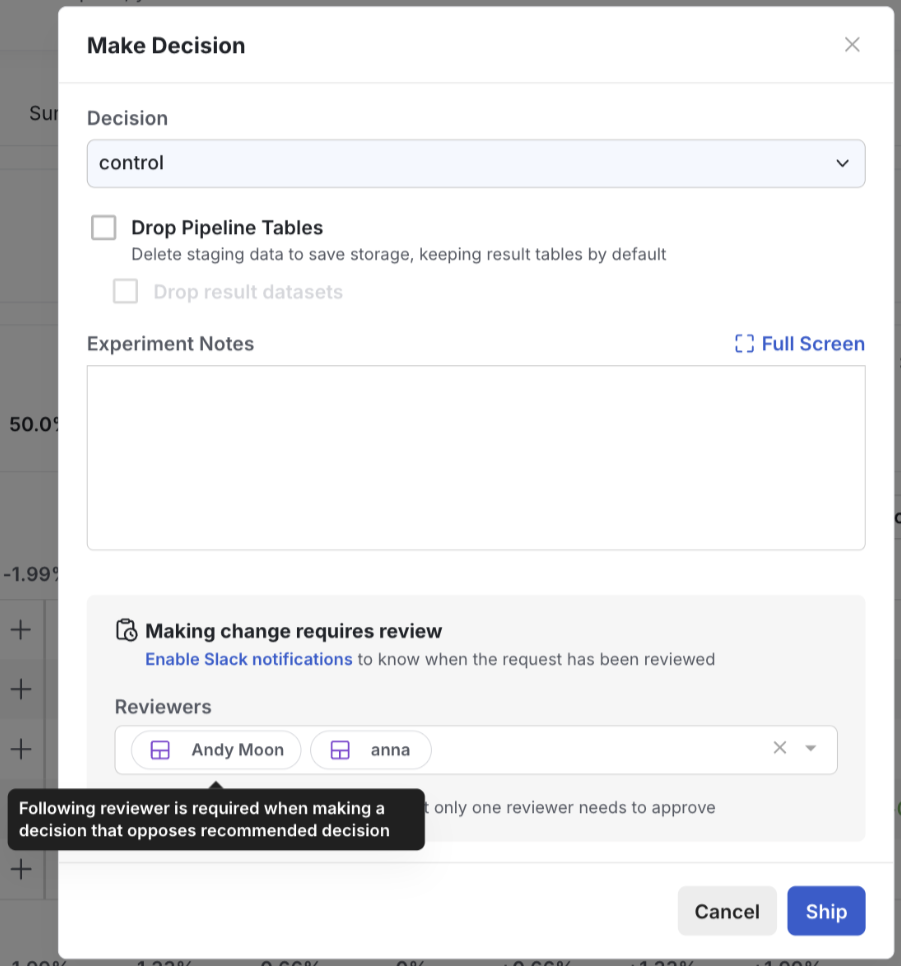 Make Decision
Decision
Sur
control
Drop Pipeline Tables
Delete staging data to save storage, keeping result tables by default
Drop result datasets
Experiment Notes
Full Screen
50.0%
-1.99%
Making change requires review
Enable Slack notifications to know when the request has been reviewed
Reviewers
Andy Moon
anna
Following reviewer is required when making a
decision that opposes recommended decision
t only one reviewer needs to approve
Cancel
Ship